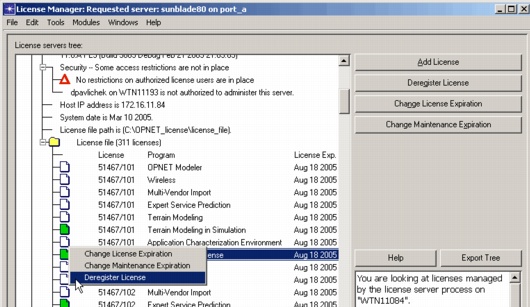 License Manager: Requested server: sunblade80 on port_a
File Edit Tools Modules Windows Help
License servers tree:
Security -- Some access restrictions are not in place
No restrictions on authorized license users are in place
dpavlichek on WTN11193 is not authorized to administer this server.
Host IP address is 172.16.11.84
System date is Mar 10 2005.
License file path is (C:\OPNET_license\license_file).
License file (311 licenses)
License Program License Exp.
51467/101 OPNET Modeler Aug 18 2005
51467/101 Wireless Aug 18 2005
51467/101 Multi-Vendor Import Aug 18 2005
51467/101 Expert Service Prediction Aug 18 2005
51467/101 Terrain Modeling Aug 18 2005
51467/101 Terrain Modeling in Simulation Aug 18 2005
51467/101 Application Characterization Environment Aug 18 2005
Aug 18 2005
Aug 18 2005
Aug 18 2005
51467/102 Multi-Vendor Import Aug 18 2005
51467/102 Expert Service Prediction Aug 18 2005
Change License Expiration
Change Maintenance Expiration
Deregister License
Add License
Deregister License
Change License Expiration
Change Maintenance Expiration
Help
Export Tree
You are looking at licenses managed
by the license server process on
"WTN11084".